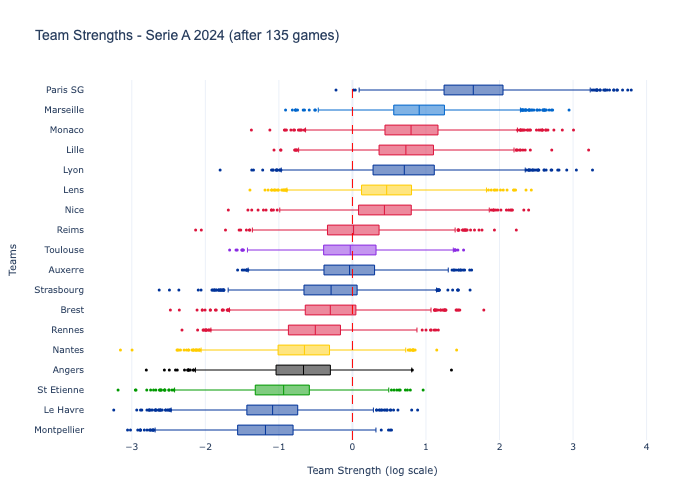 Team Strengths - Serie A 2024 (after 135 games)
Paris SG
Marseille
Monaco
Lille
Lyon
Lens
Nice
Reims
Toulouse
Auxerre
Strasbourg
Brest
Rennes
Nantes
Angers
St Etienne
Le Havre
Montpellier
Teams
−3 −2 −1 0 1 2 3 4
Team Strength (log scale)